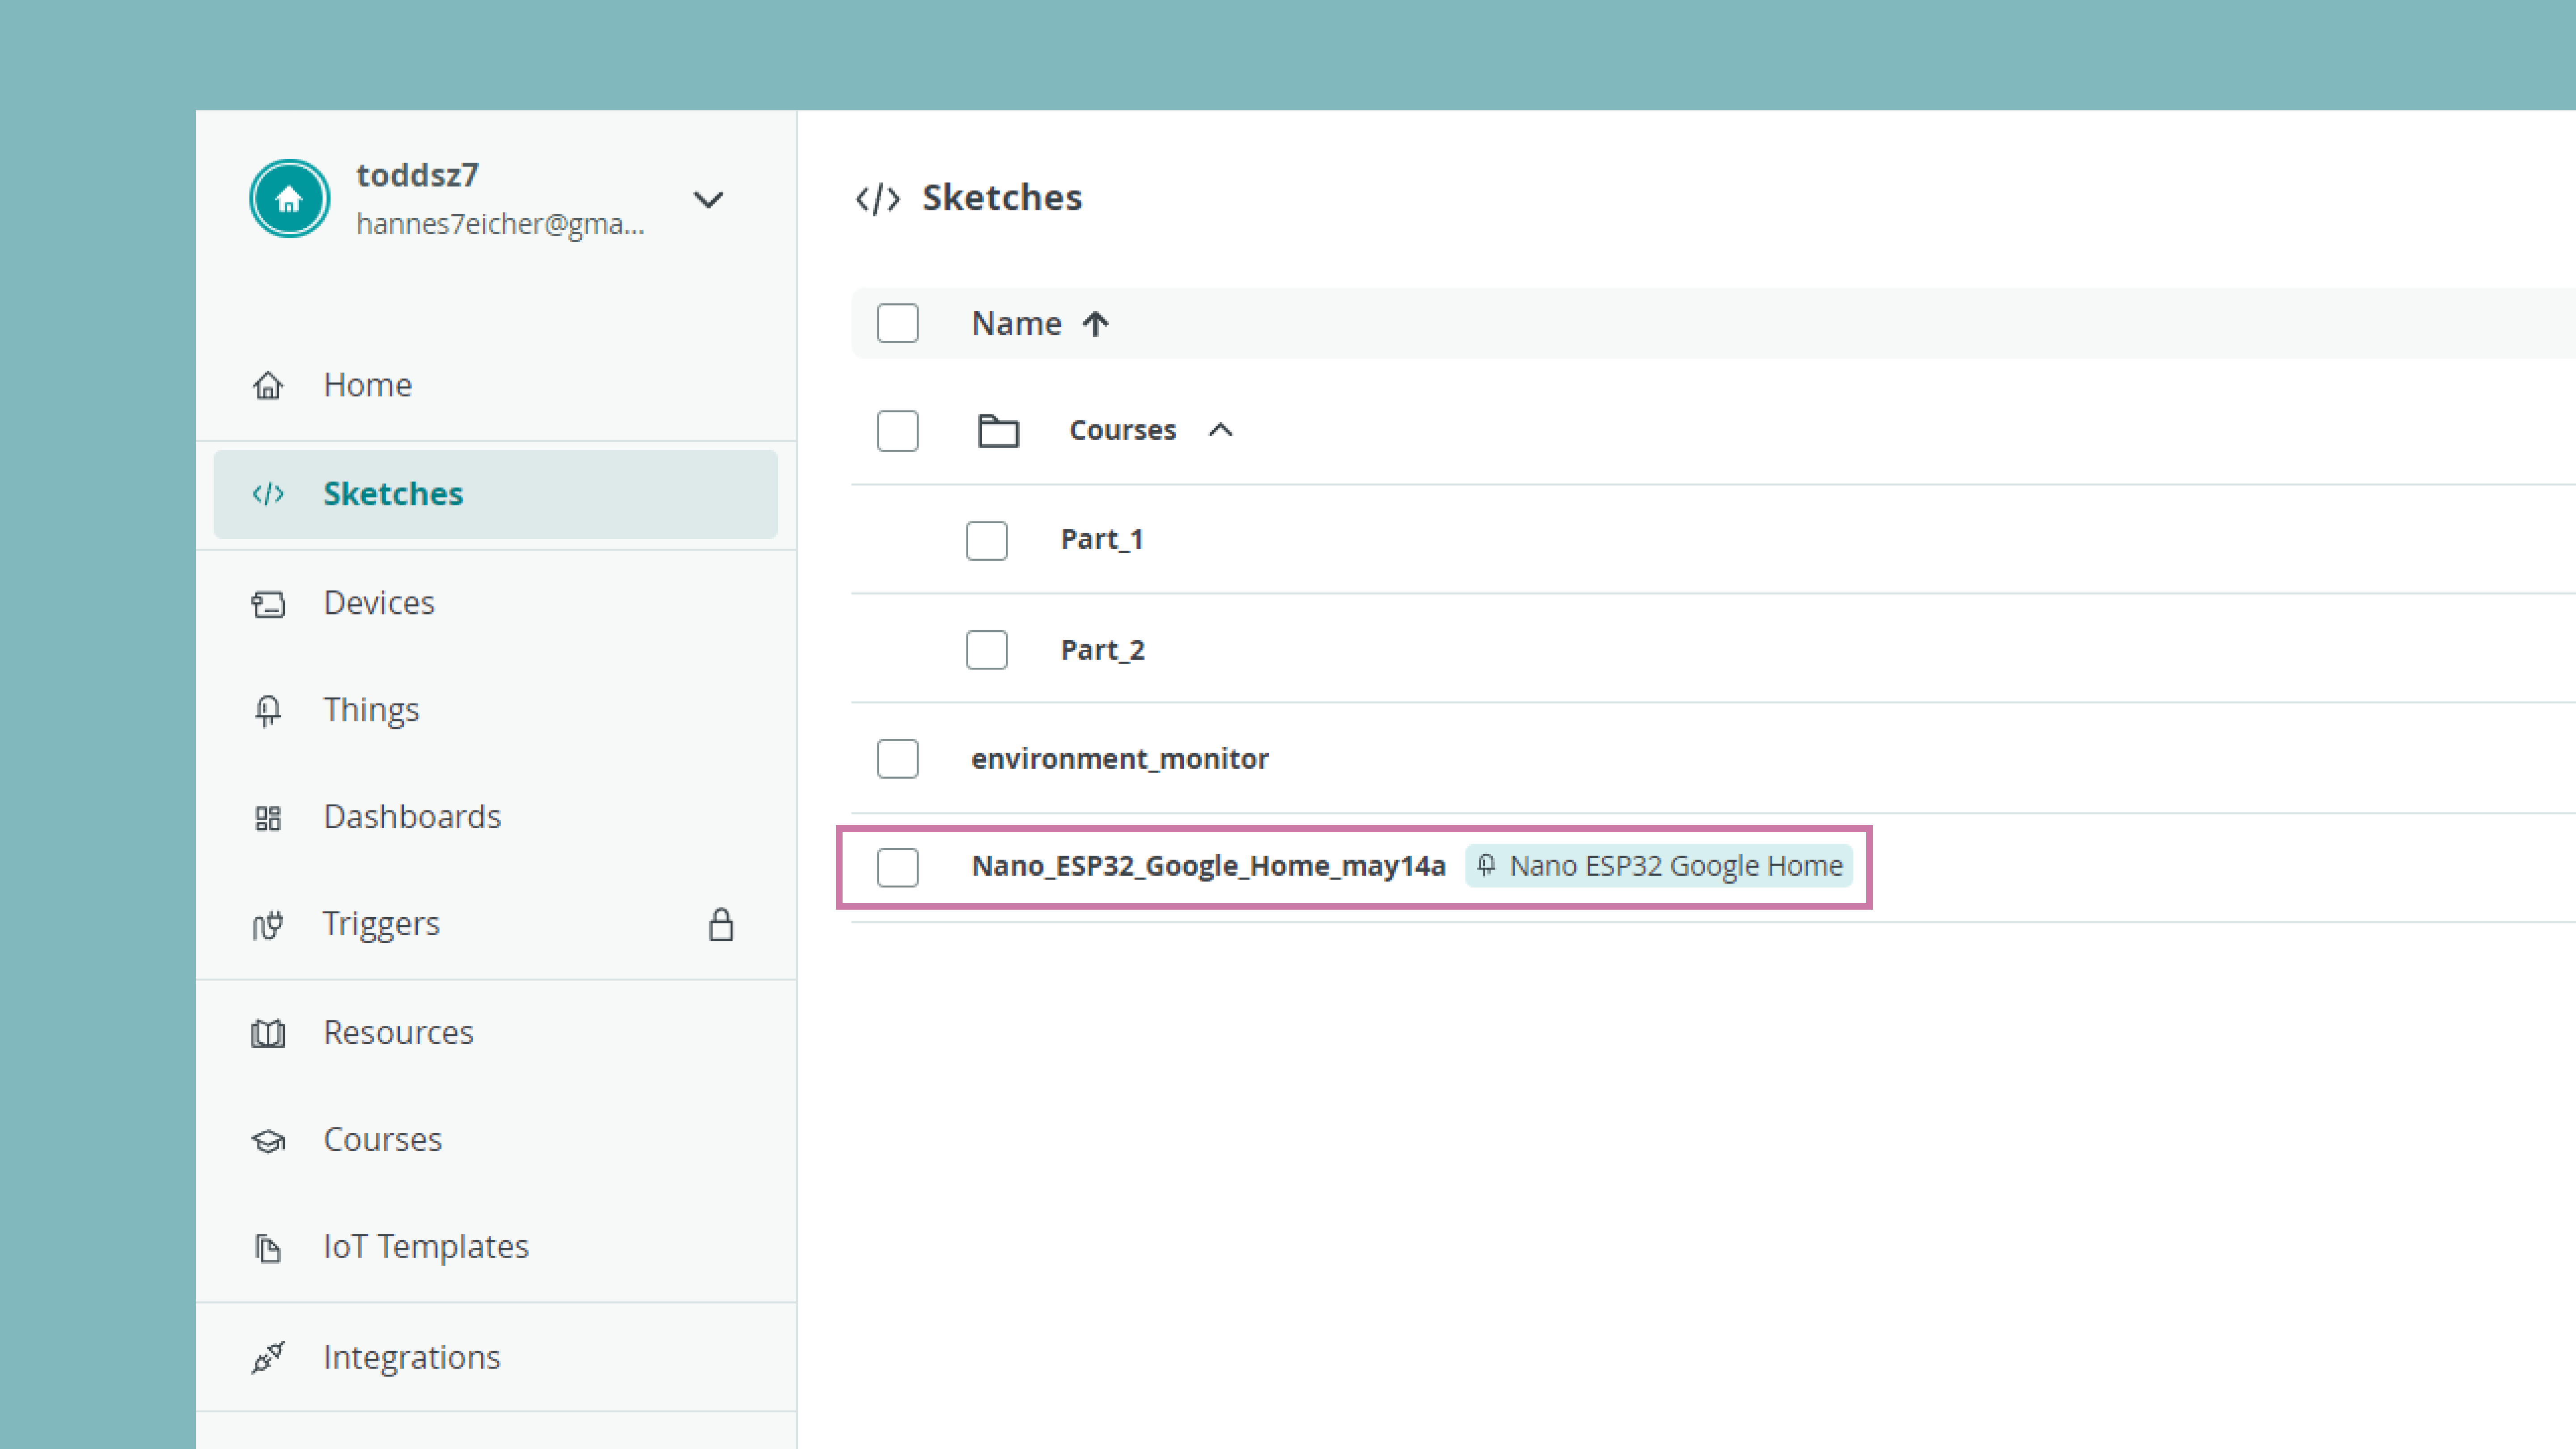 toddsz7
hannes7eicher@gma...
Home
Sketches
Devices
Things
Dashboards
Triggers
Resources
Courses
IoT Templates
Integrations
</> Sketches
Name
Courses
Part_1
Part_2
environment_monitor
Nano_ESP32_Google_Home_may14a Nano ESP32 Google Home